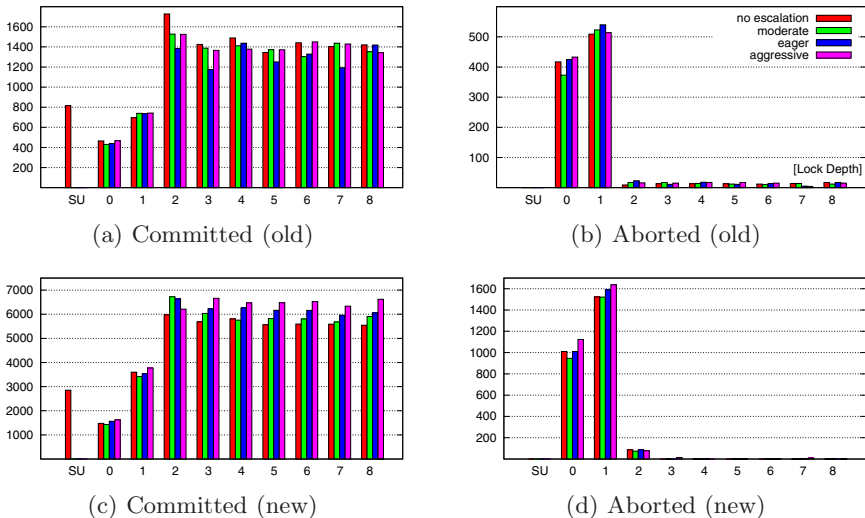 1600
1400
1200
1000
800
600
400
200
SU 0 1 2 3 4 5 6 7 8
(a) Committed (old)
no escalation
moderate
eager
aggressive
500
400
300
200
100
[Lock Depth]
SU 0 1 2 3 4 5 6 7 8
(b) Aborted (old)
7000
6000
5000
4000
3000
2000
1000
SU 0 1 2 3 4 5 6 7 8
(c) Committed (new)
1600
1400
1200
1000
800
600
400
200
SU 0 1 2 3 4 5 6 7 8
(d) Aborted (new)